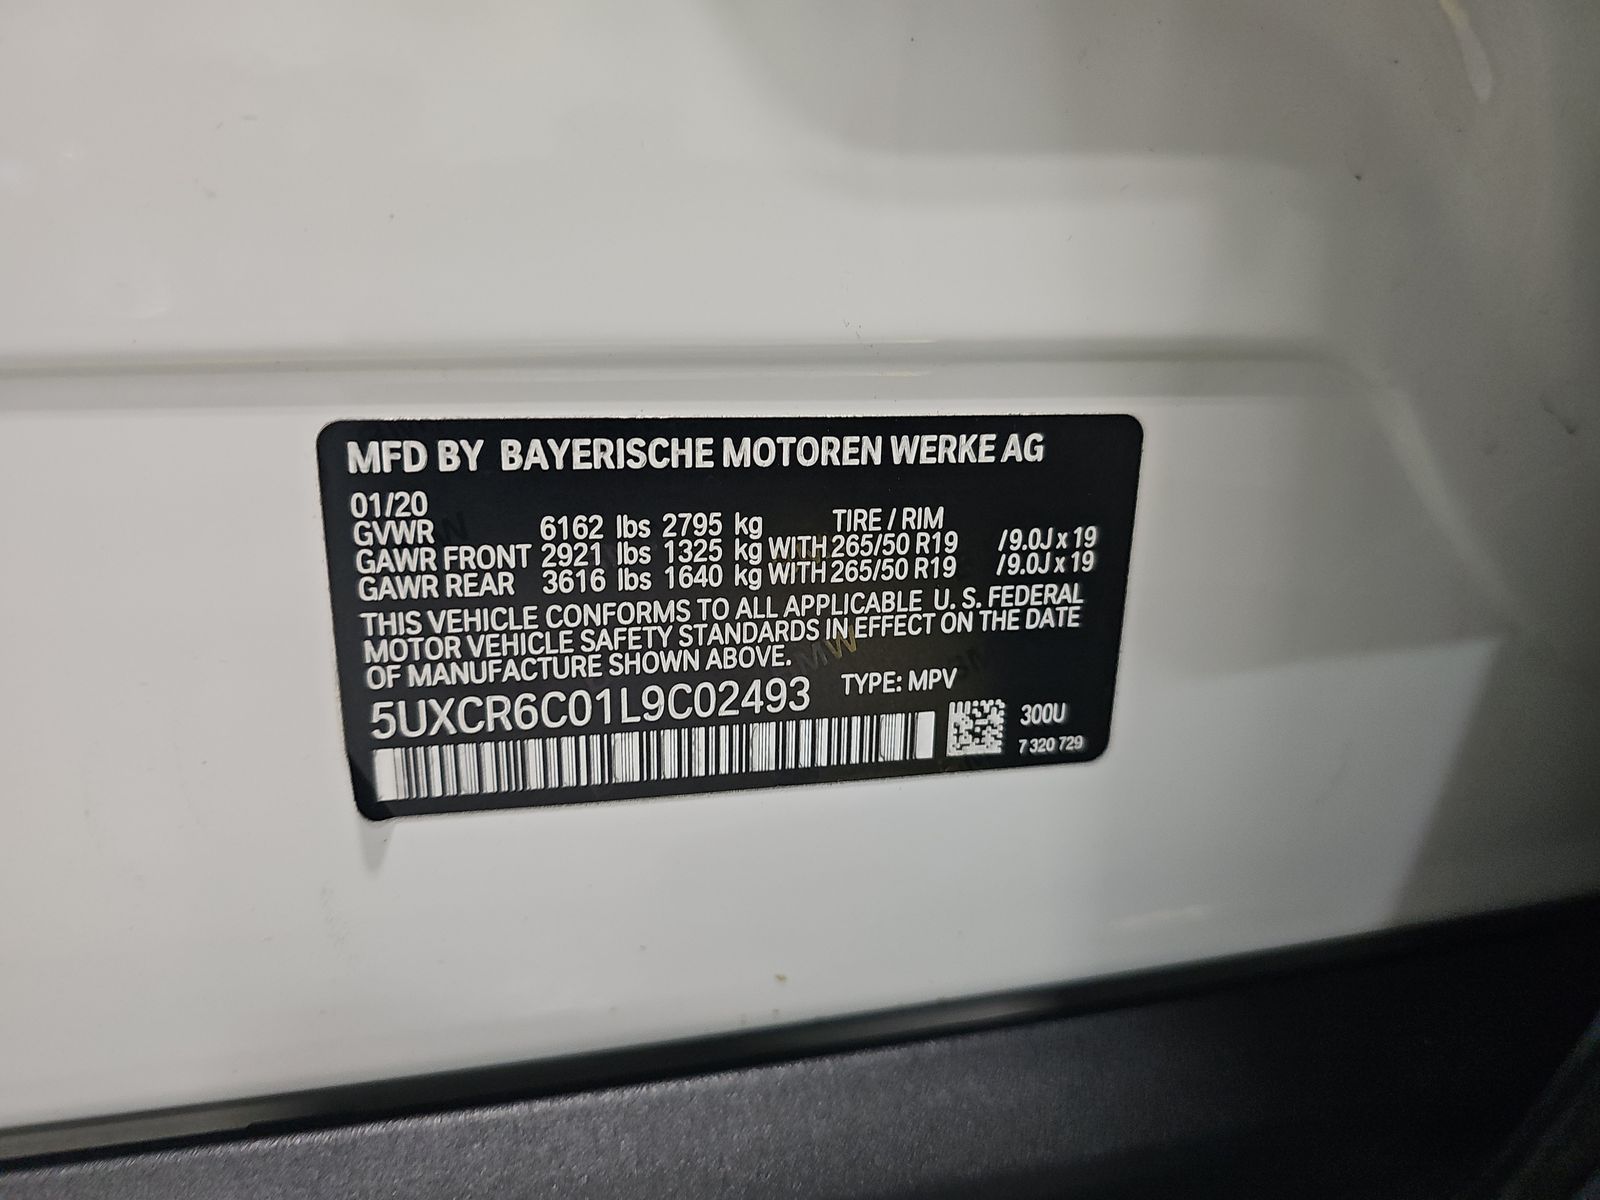 MFD BY BAYERISCHE MOTOREN WERKE AG
01/20
GVWR 6162 lbs 2795 kg TIRE / RIM
GAWR FRONT 2921 lbs 1325 kg WITH 265/50 R19 /9.0J x 19
GAWR REAR 3616 lbs 1640 kg WITH 265/50 R19 /9.0J x 19
THIS VEHICLE CONFORMS TO ALL APPLICABLE U. S. FEDERAL
MOTOR VEHICLE SAFETY STANDARDS IN EFFECT ON THE DATE
OF MANUFACTURE SHOWN ABOVE.
5UXCR6C01L9C02493 TYPE: MPV
300U
7 320 729